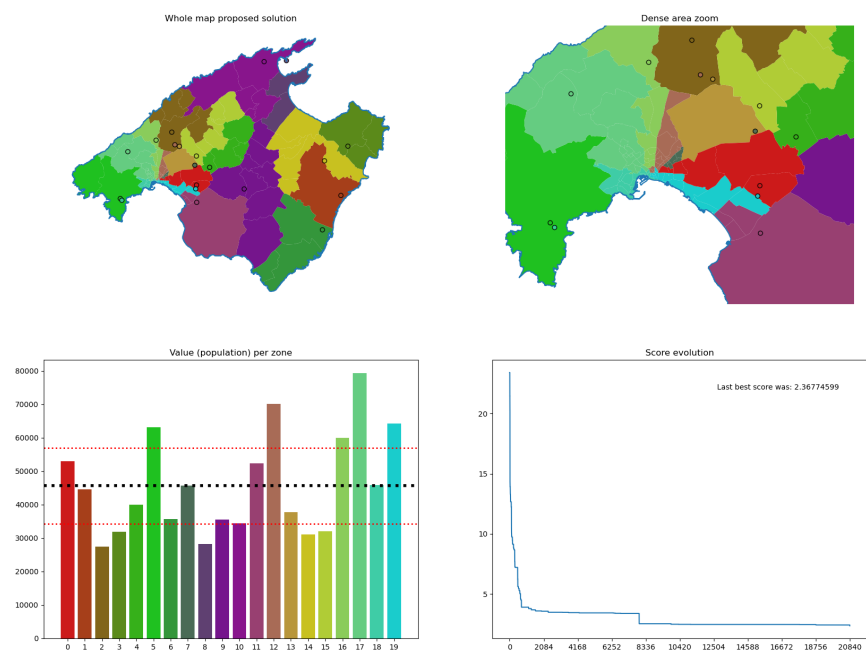 Whole map proposed solution
Dense area zoom
Value (population) per zone
80000
70000
60000
50000
40000
30000
20000
10000
0
0 1 2 3 4 5 6 7 8 9 10 11 12 13 14 15 16 17 18 19
Score evolution
Last best score was: 2.36774599
20
15
10
5
0 2084 4168 6252 8336 10420 12504 14588 16672 18756 20840